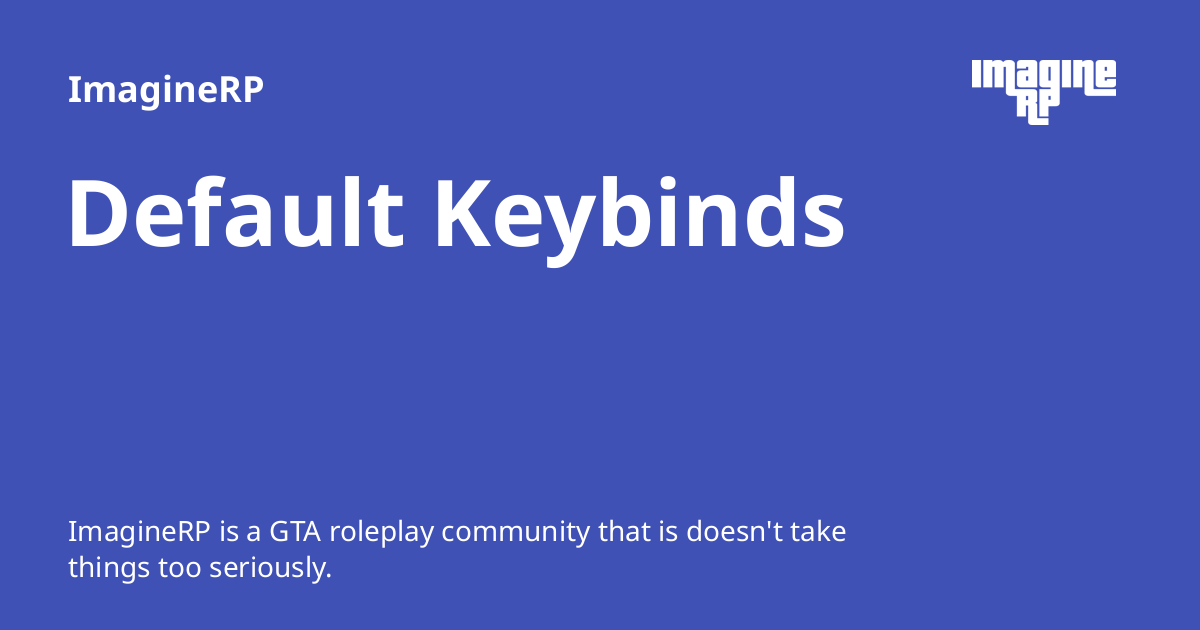 ImagineRP
Imagine
RP
Default Keybinds
ImagineRP is a GTA roleplay community that is doesn't take
things too seriously.